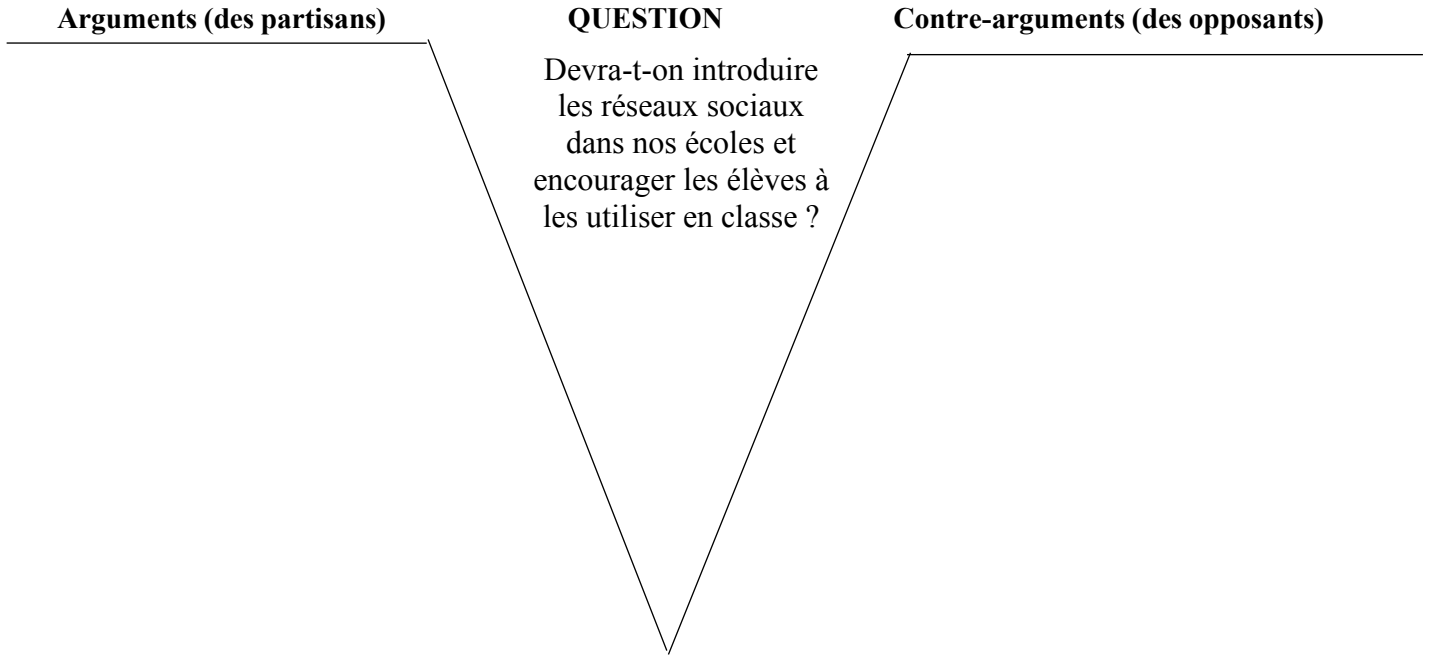 Arguments (des partisans)
QUESTION
Contre-arguments (des opposants)
Devra-t-on introduire
les réseaux sociaux
dans nos écoles et
encourager les élèves à
les utiliser en classe ?